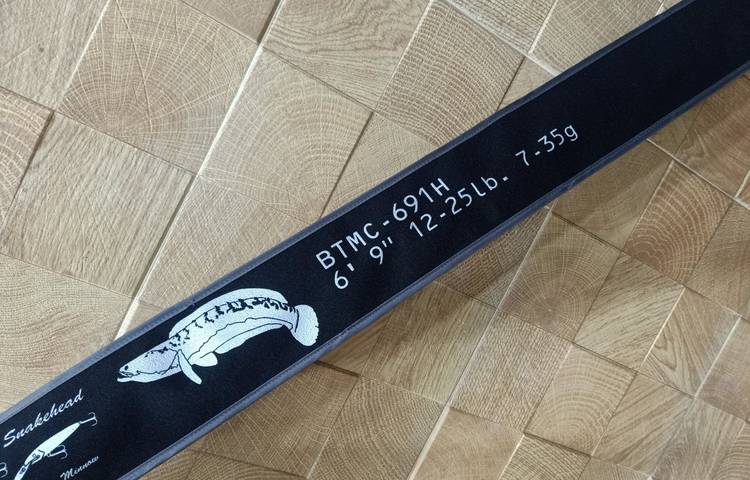 BTMC-691H
6' 9" 12-25lb. 7-35g
Snakehead
Minnow